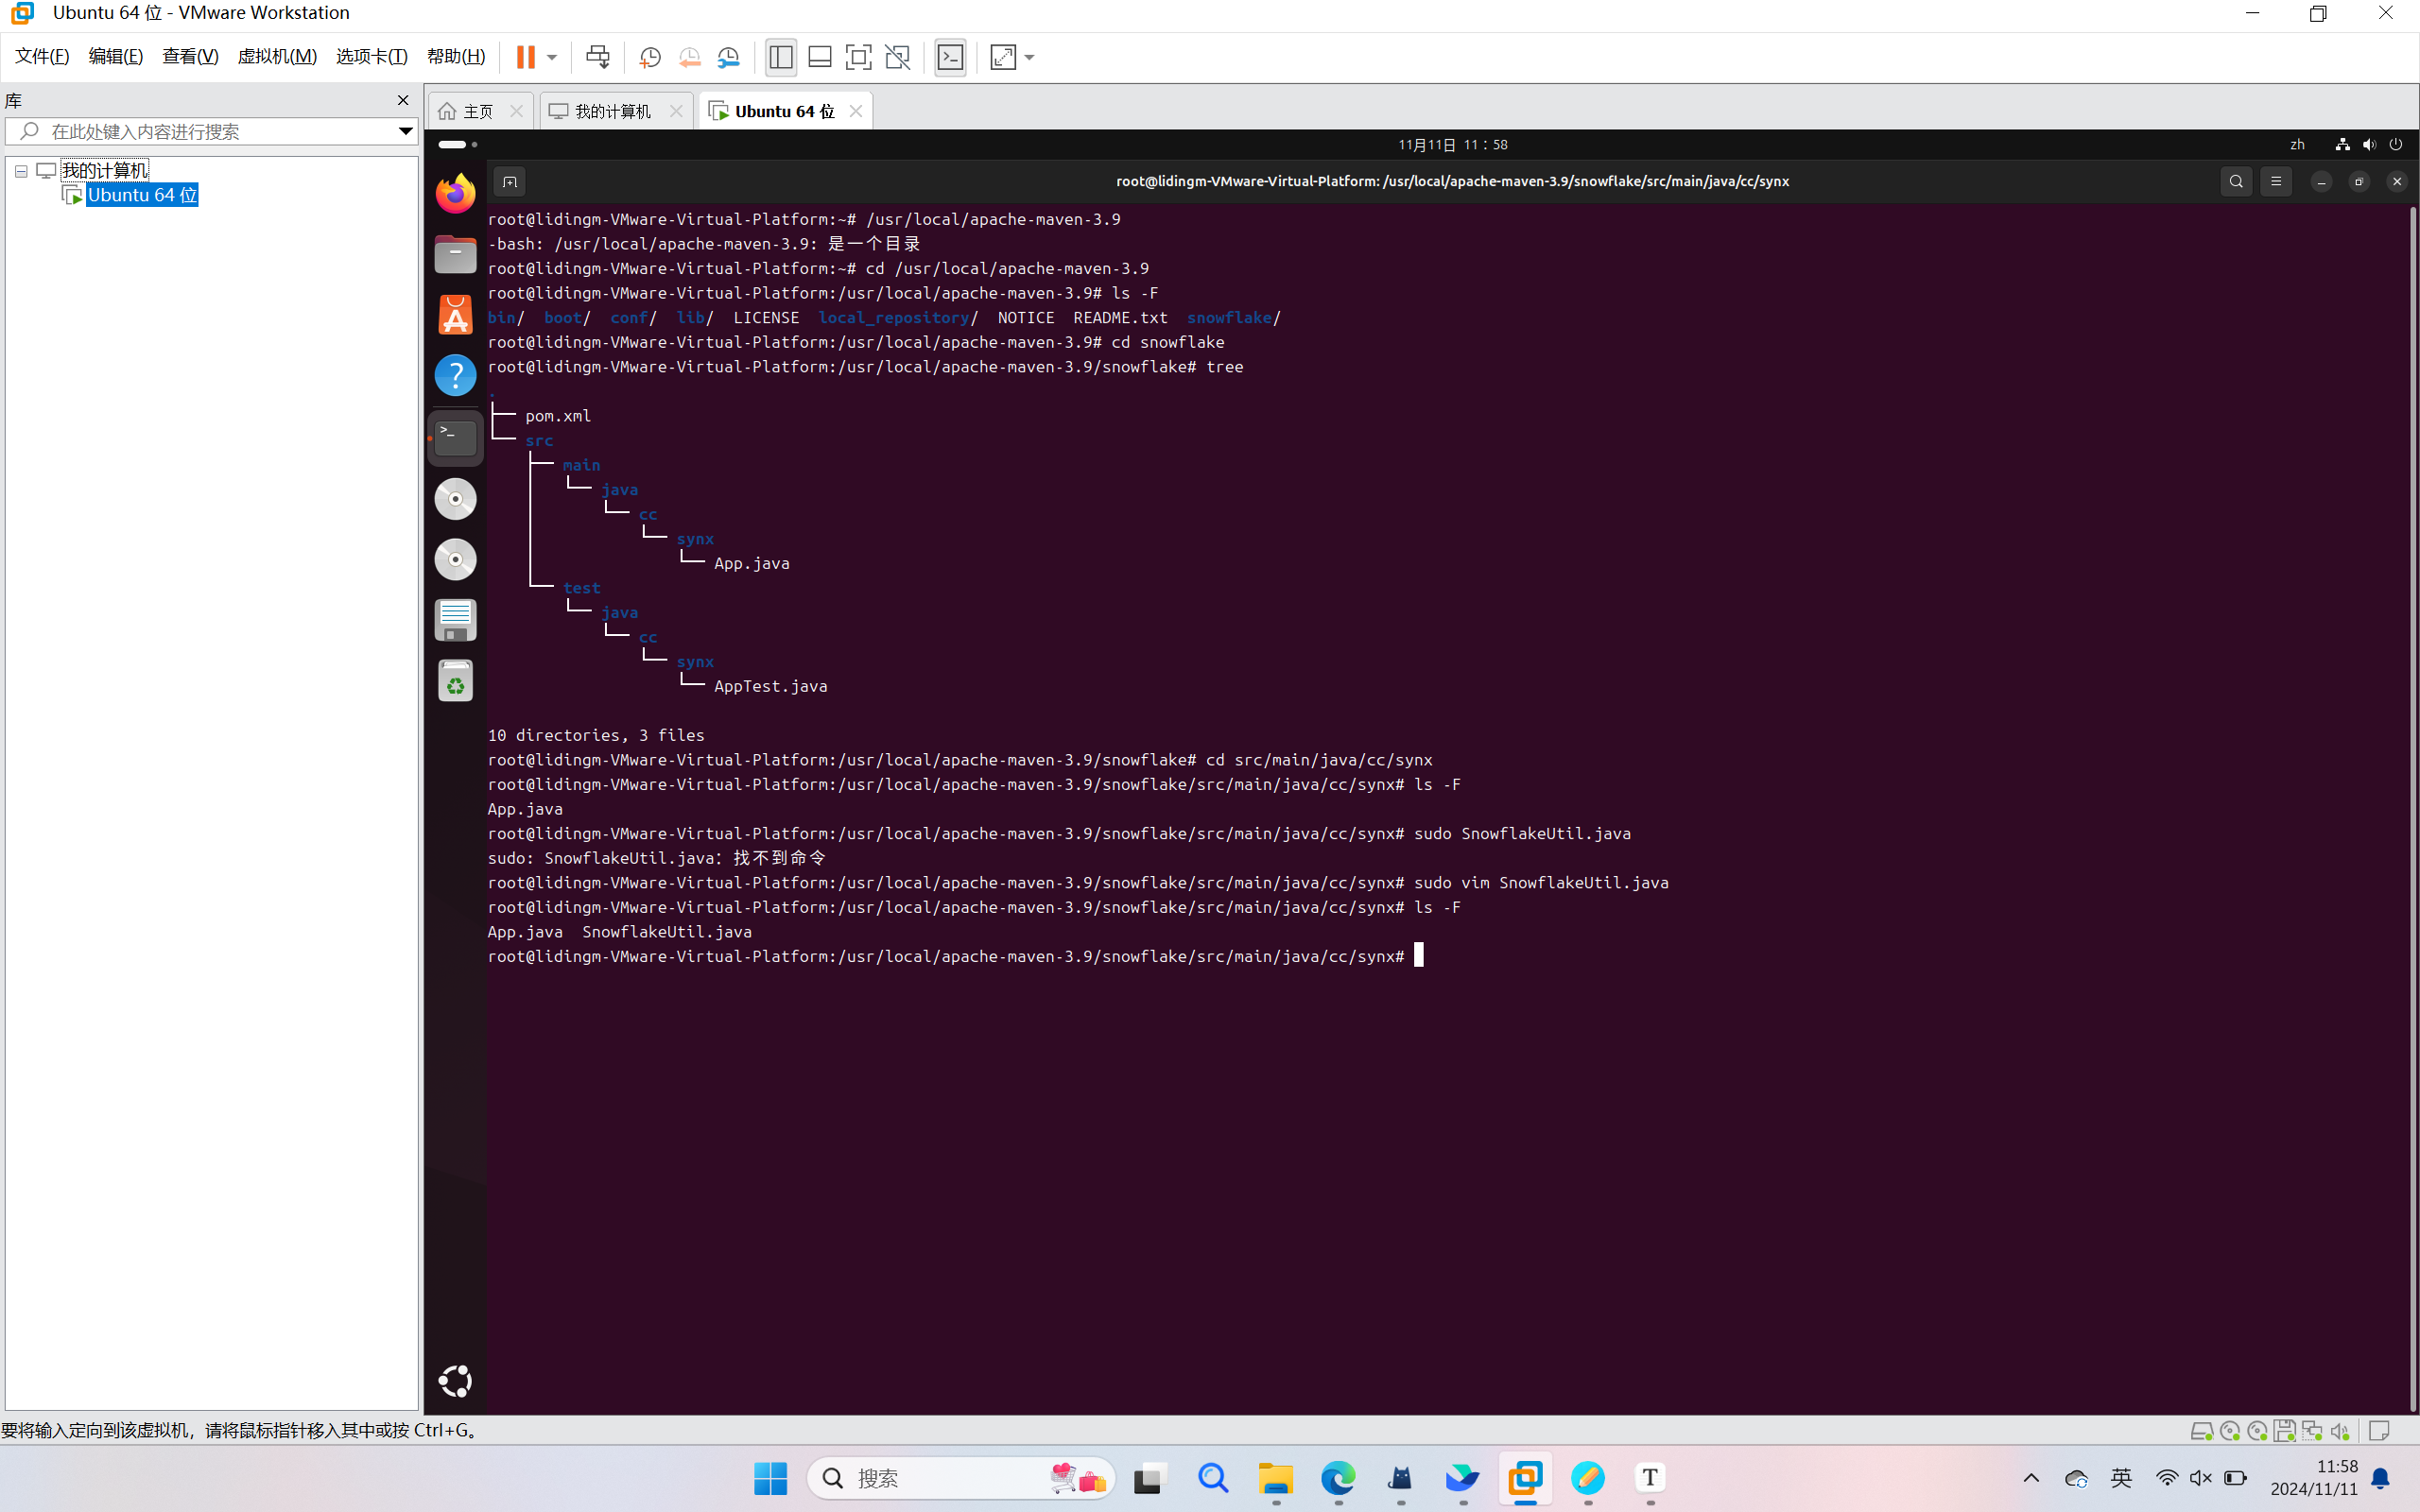 Ubuntu 64 位 - VMware Workstation
文件(F) 编辑(E) 查看(V) 虚拟机(M) 选项卡(T) 帮助(H)
库
在此处键入内容进行搜索
我的计算机
Ubuntu 64 位
主页 我的计算机 Ubuntu 64 位
11月11日 11：58
zh
root@lidingm-VMware-Virtual-Platform: /usr/local/apache-maven-3.9/snowflake/src/main/java/cc/synx
root@lidingm-VMware-Virtual-Platform:~# /usr/local/apache-maven-3.9
-bash: /usr/local/apache-maven-3.9: 是一个目录
root@lidingm-VMware-Virtual-Platform:~# cd /usr/local/apache-maven-3.9
root@lidingm-VMware-Virtual-Platform:/usr/local/apache-maven-3.9# ls -F
bin/ boot/ conf/ lib/ LICENSE local_repository/ NOTICE README.txt snowflake/
root@lidingm-VMware-Virtual-Platform:/usr/local/apache-maven-3.9# cd snowflake
root@lidingm-VMware-Virtual-Platform:/usr/local/apache-maven-3.9/snowflake# tree
.
├── pom.xml
└── src
├── main
└── java
└── cc
└── synx
└── App.java
└── test
└── java
└── cc
└── synx
└── AppTest.java
10 directories, 3 files
root@lidingm-VMware-Virtual-Platform:/usr/local/apache-maven-3.9/snowflake# cd src/main/java/cc/synx
root@lidingm-VMware-Virtual-Platform:/usr/local/apache-maven-3.9/snowflake/src/main/java/cc/synx# ls -F
App.java
root@lidingm-VMware-Virtual-Platform:/usr/local/apache-maven-3.9/snowflake/src/main/java/cc/synx# sudo SnowflakeUtil.java
sudo: SnowflakeUtil.java：找不到命令
root@lidingm-VMware-Virtual-Platform:/usr/local/apache-maven-3.9/snowflake/src/main/java/cc/synx# sudo vim SnowflakeUtil.java
root@lidingm-VMware-Virtual-Platform:/usr/local/apache-maven-3.9/snowflake/src/main/java/cc/synx# ls -F
App.java SnowflakeUtil.java
root@lidingm-VMware-Virtual-Platform:/usr/local/apache-maven-3.9/snowflake/src/main/java/cc/synx#
要将输入定向到该虚拟机，请将鼠标指针移入其中或按 Ctrl+G。
搜索
英
11:58
2024/11/11